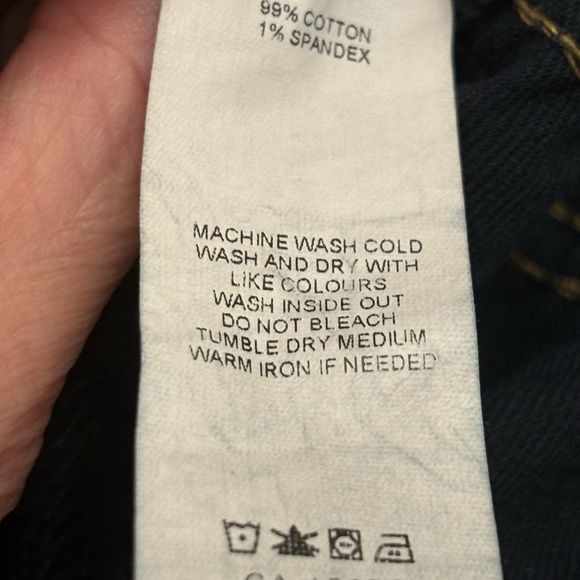 99% COTTON
1% SPANDEX
MACHINE WASH COLD
WASH AND DRY WITH
LIKE COLOURS
WASH INSIDE OUT
DO NOT BLEACH
TUMBLE DRY MEDIUM
WARM IRON IF NEEDED